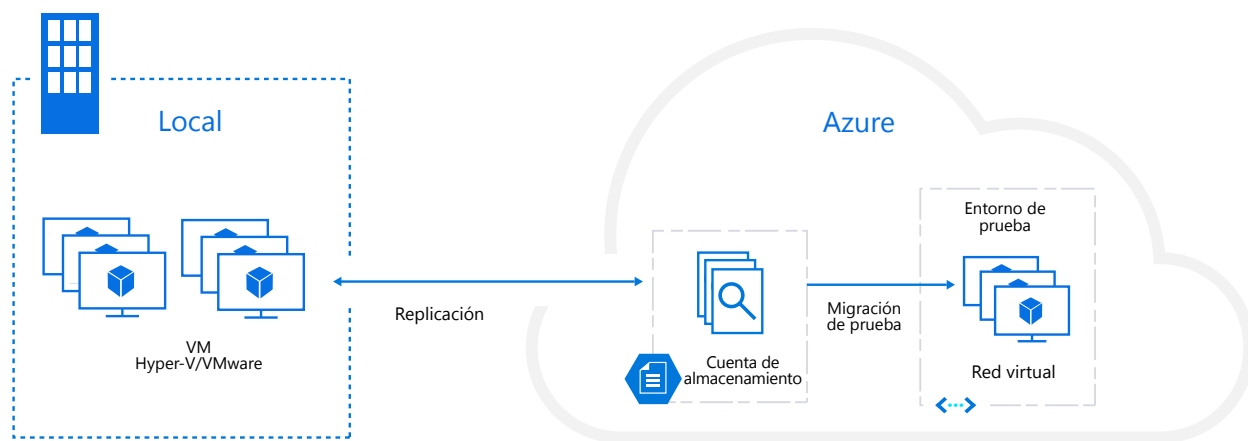 Local
Azure
VM
Hyper-V/VMware
Replicación
Cuenta de
almacenamiento
Migración
de prueba
Entorno de
prueba
Red virtual